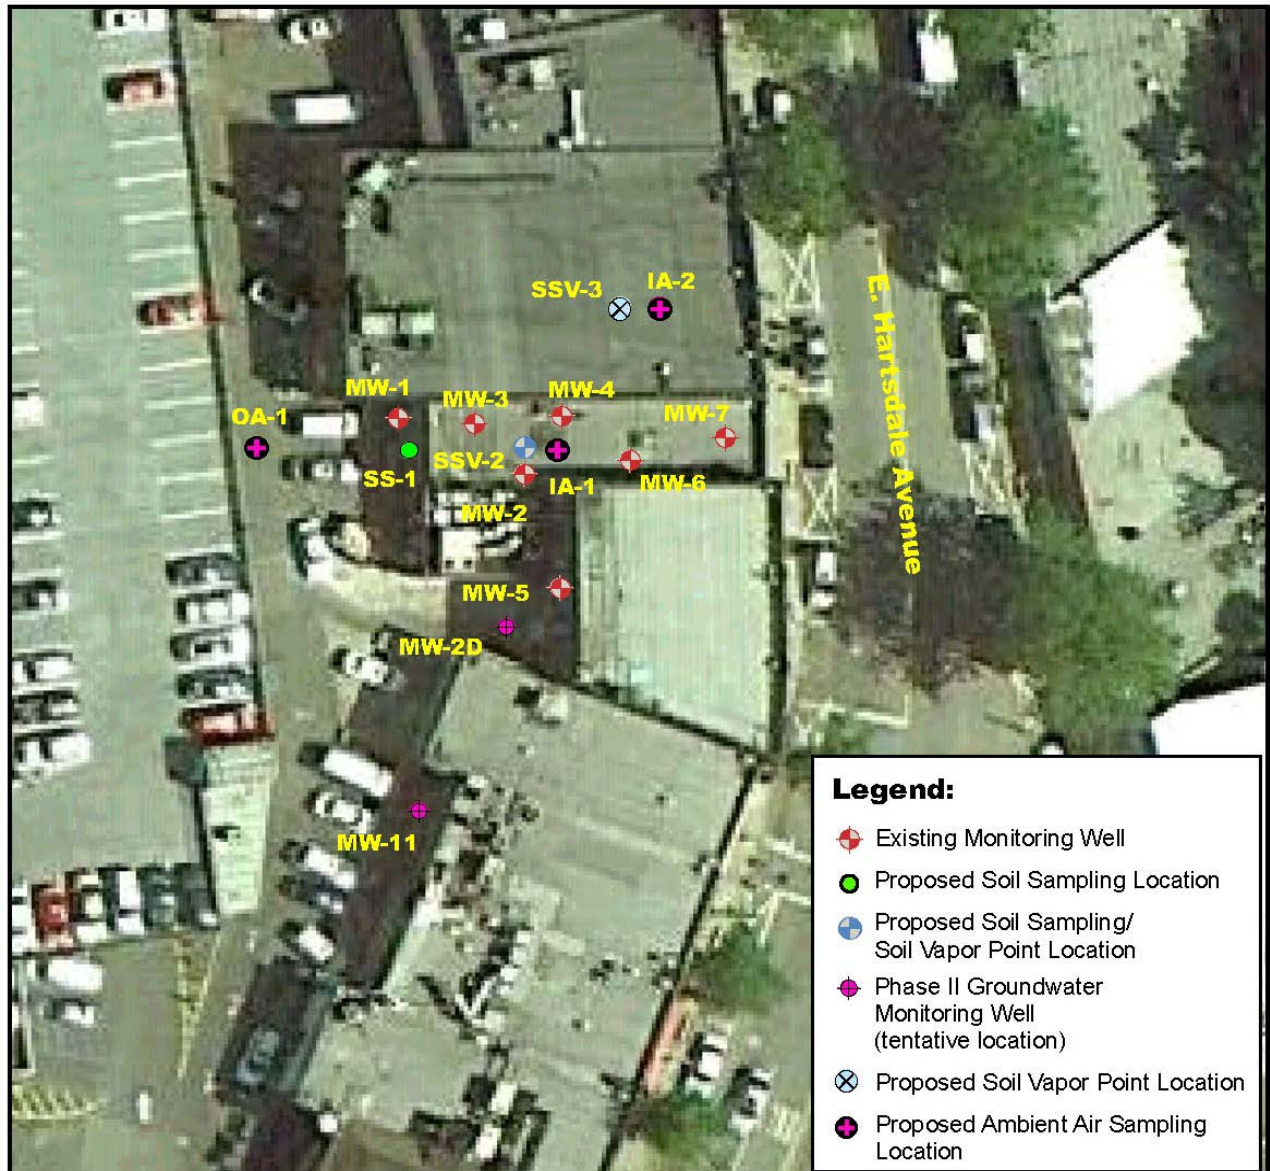 SSV-3
IA-2
E. Hartsdale Avenue
MW-1
MW-3
MW-4
MW-7
OA-1
SS-1
SSV-2
IA-1
MW-6
MW-2
MW-5
MW-2D
MW-11
Legend:
Existing Monitoring Well
Proposed Soil Sampling Location
Proposed Soil Sampling/
Soil Vapor Point Location
Phase II Groundwater
Monitoring Well
(tentative location)
Proposed Soil Vapor Point Location
Proposed Ambient Air Sampling
Location